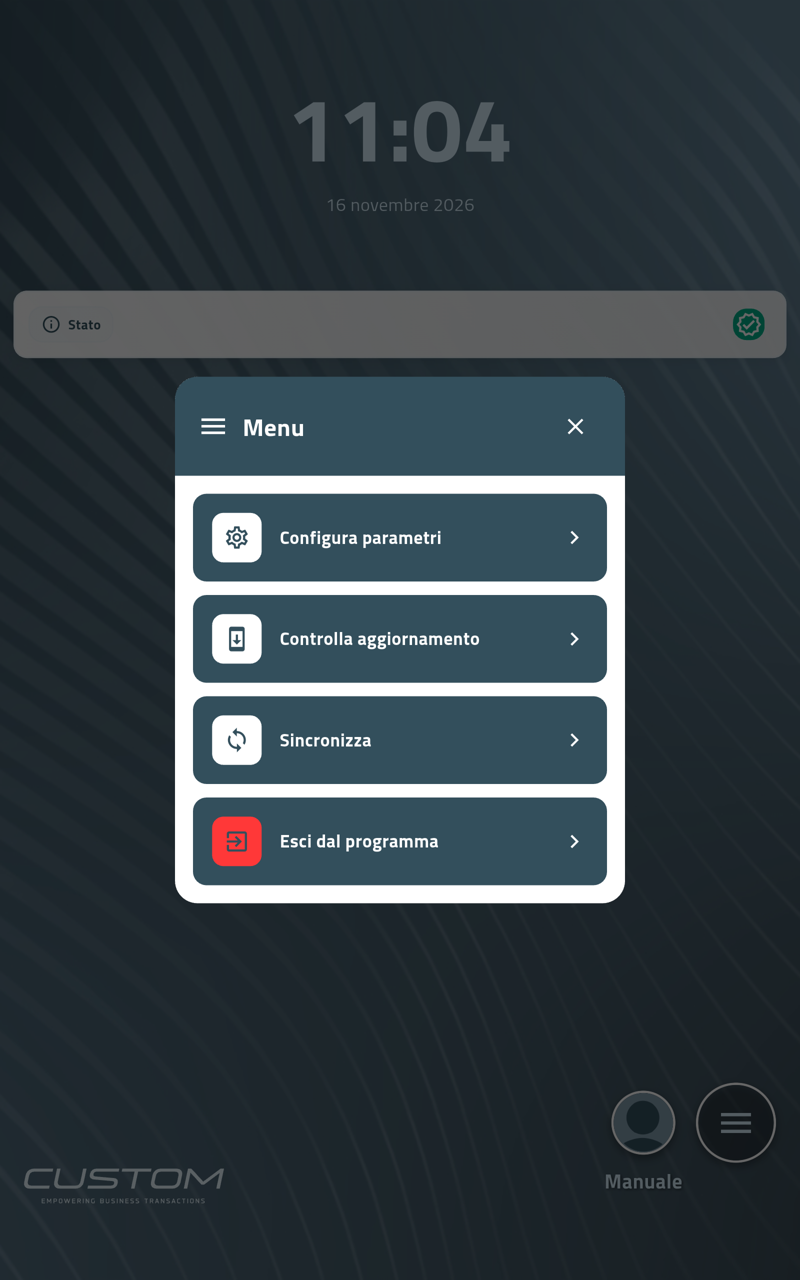 11:04
16 novembre 2026
Stato
Menu
Configura parametri
Controlla aggiornamento
Sincronizza
Esci dal programma
Manuale
CUSTOM
EMPOWERING BUSINESS TRANSACTIONS